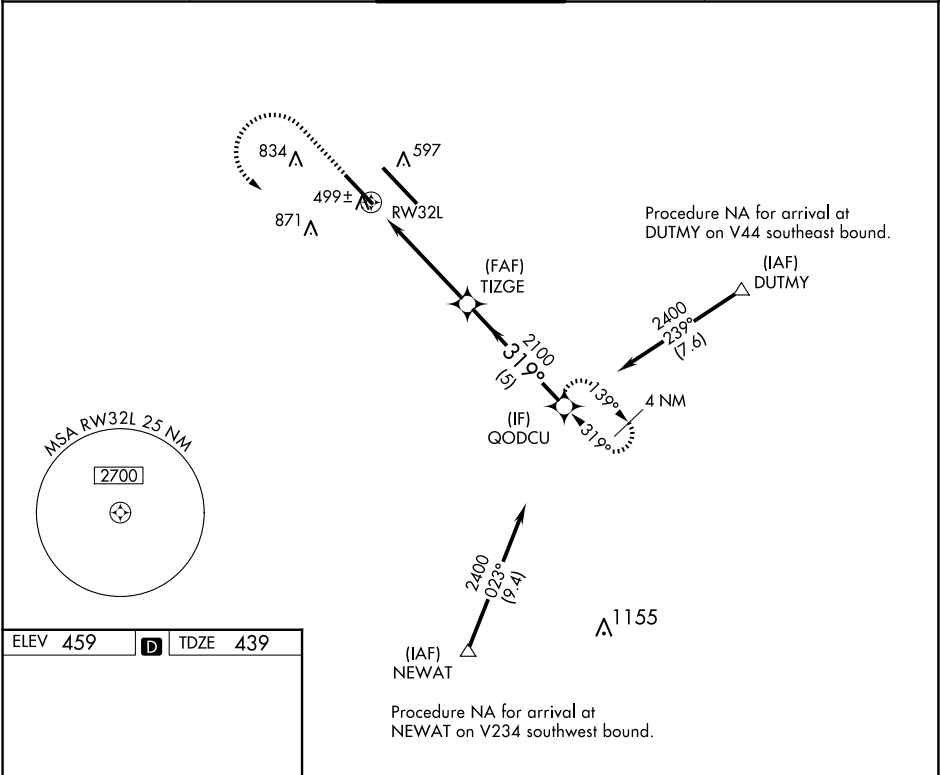 834
597
499±
RW32L
871
Procedure NA for arrival at
DUTMY on V44 southeast bound.
(IAF)
DUTMY
(FAF)
TIZGE
2400
239°
(7.6)
2100
319°
(5)
139°
4 NM
319°
(IF)
QODCU
MSA RW32L 25 NM
2700
2400
023°
(9.4)
1155
(IAF)
NEWAT
ELEV 459 D TDZE 439
Procedure NA for arrival at
NEWAT on V234 southwest bound.